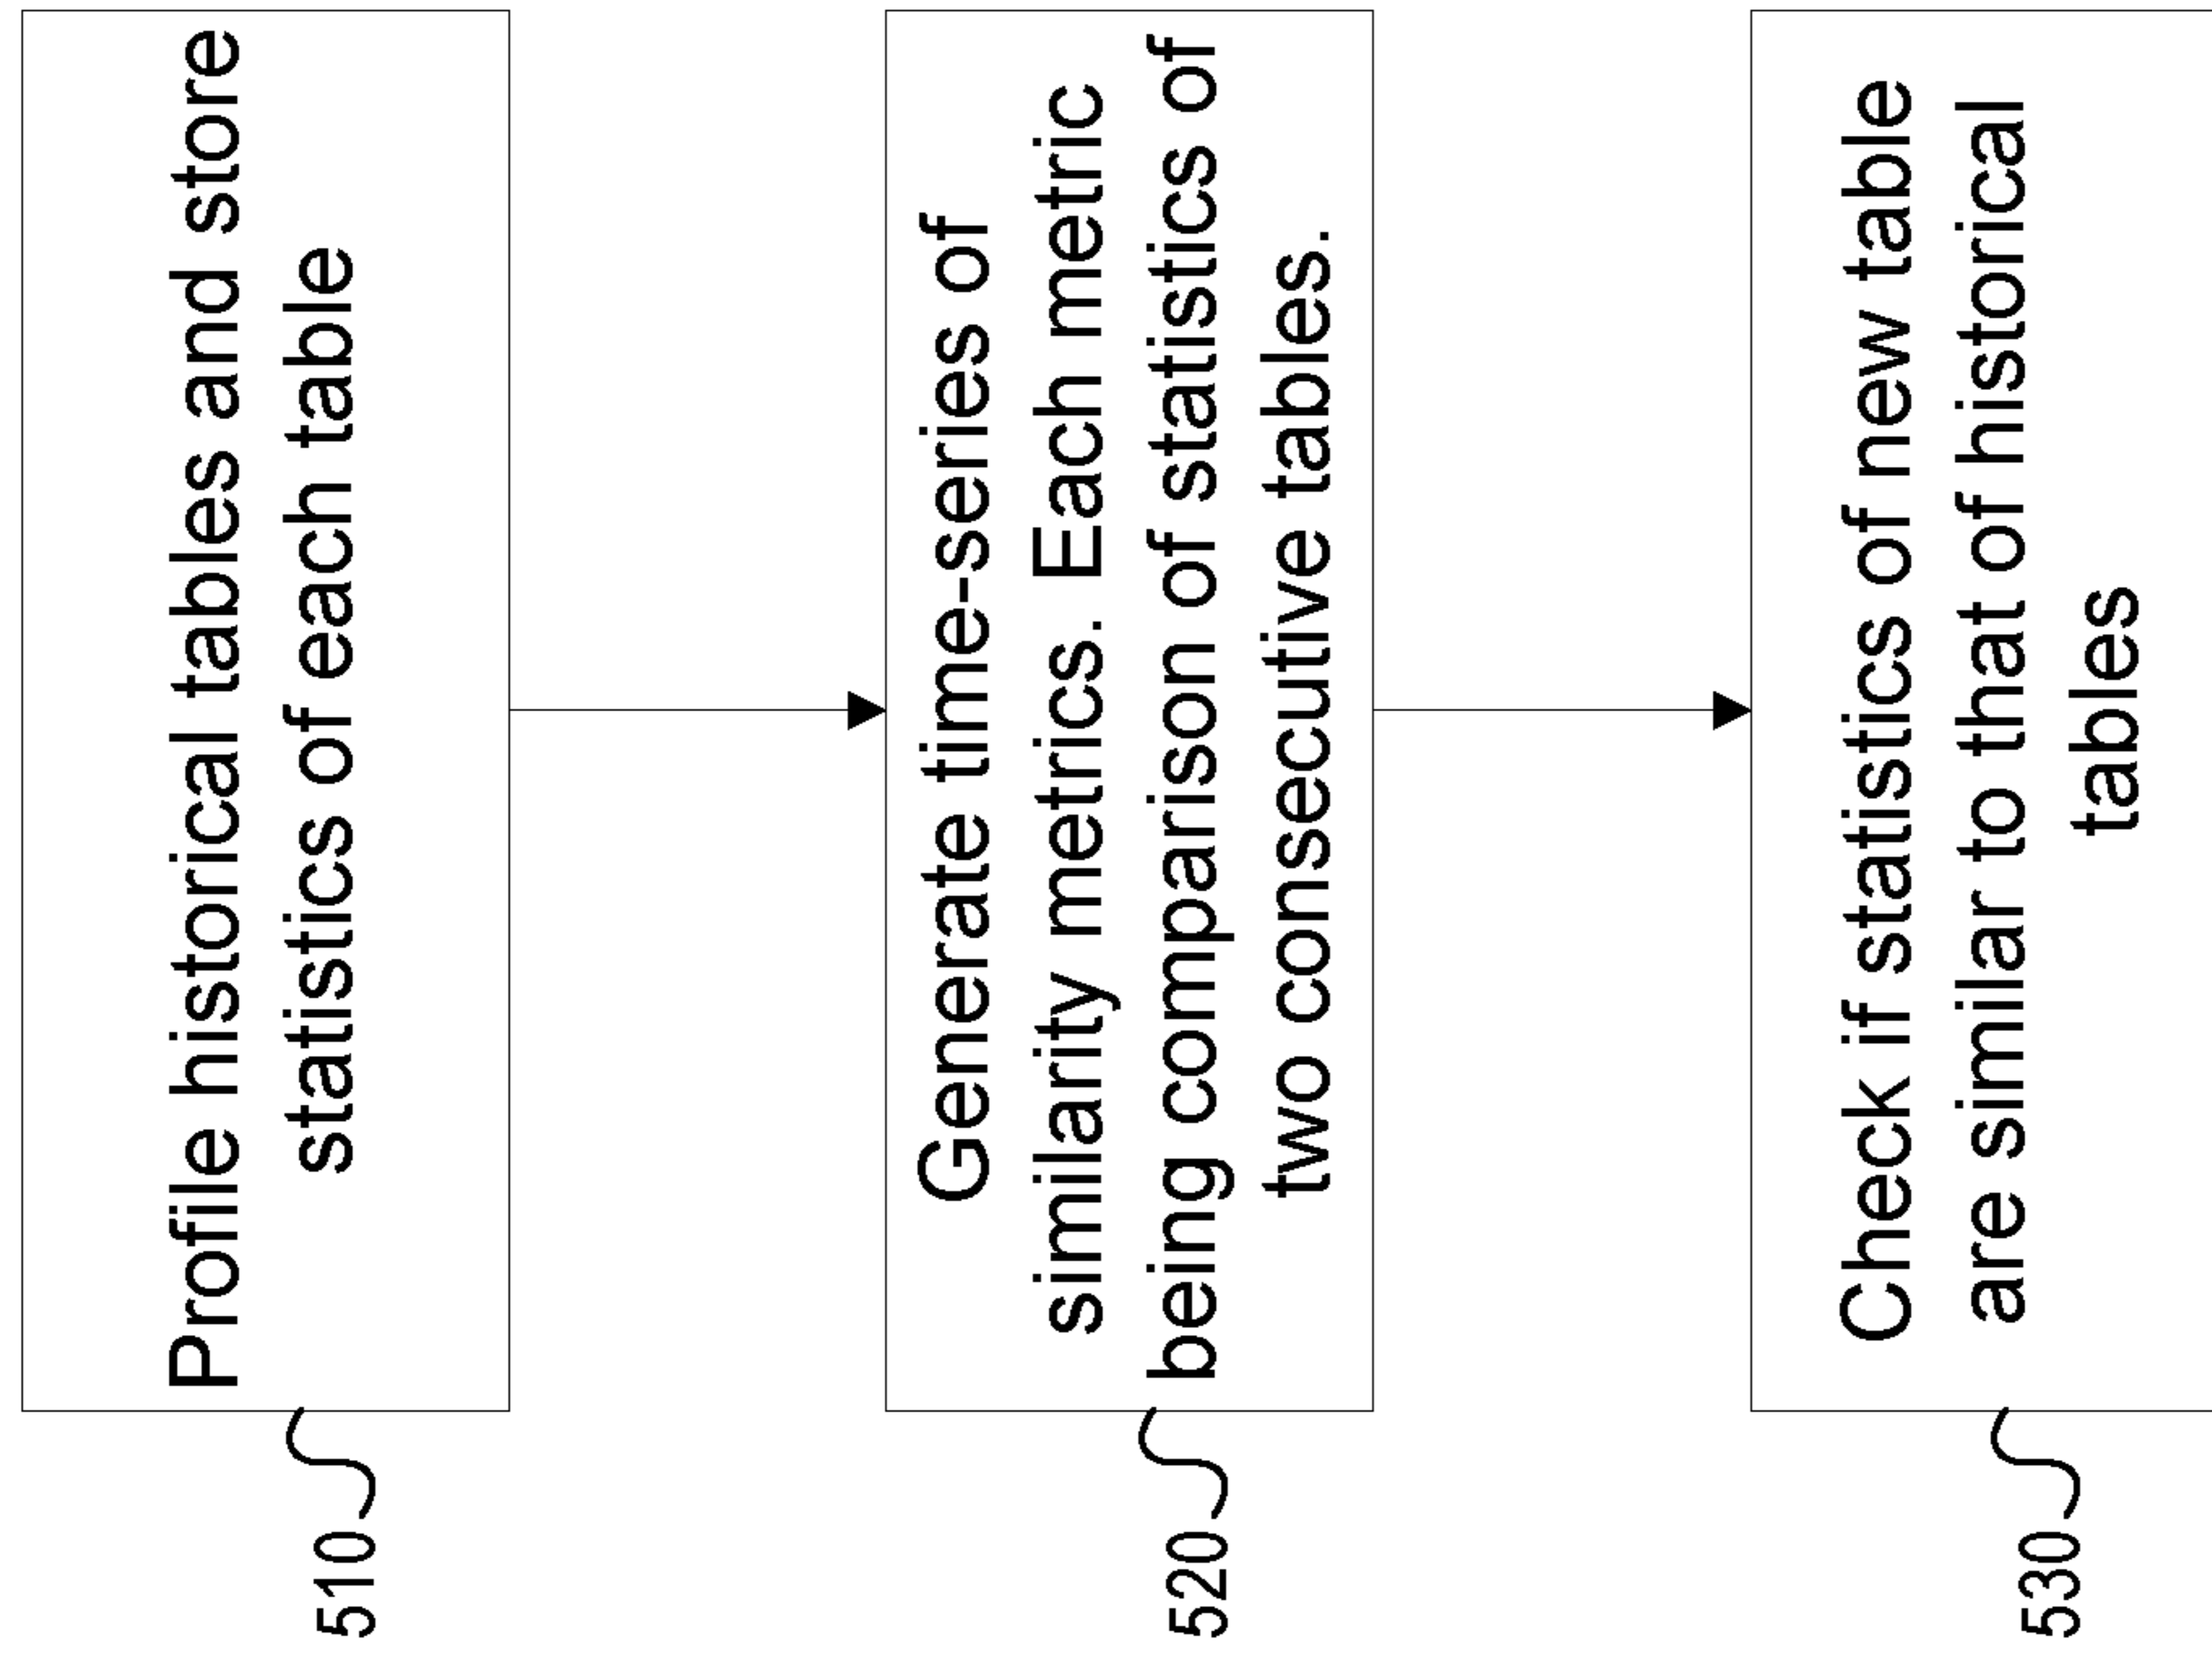 Profile historical tables and store
statistics of each table
510
Generate time-series of
similarity metrics. Each metric
being comparison of statistics of
two consecutive tables.
520
Check if statistics of new table
are similar to that of historical
tables
530